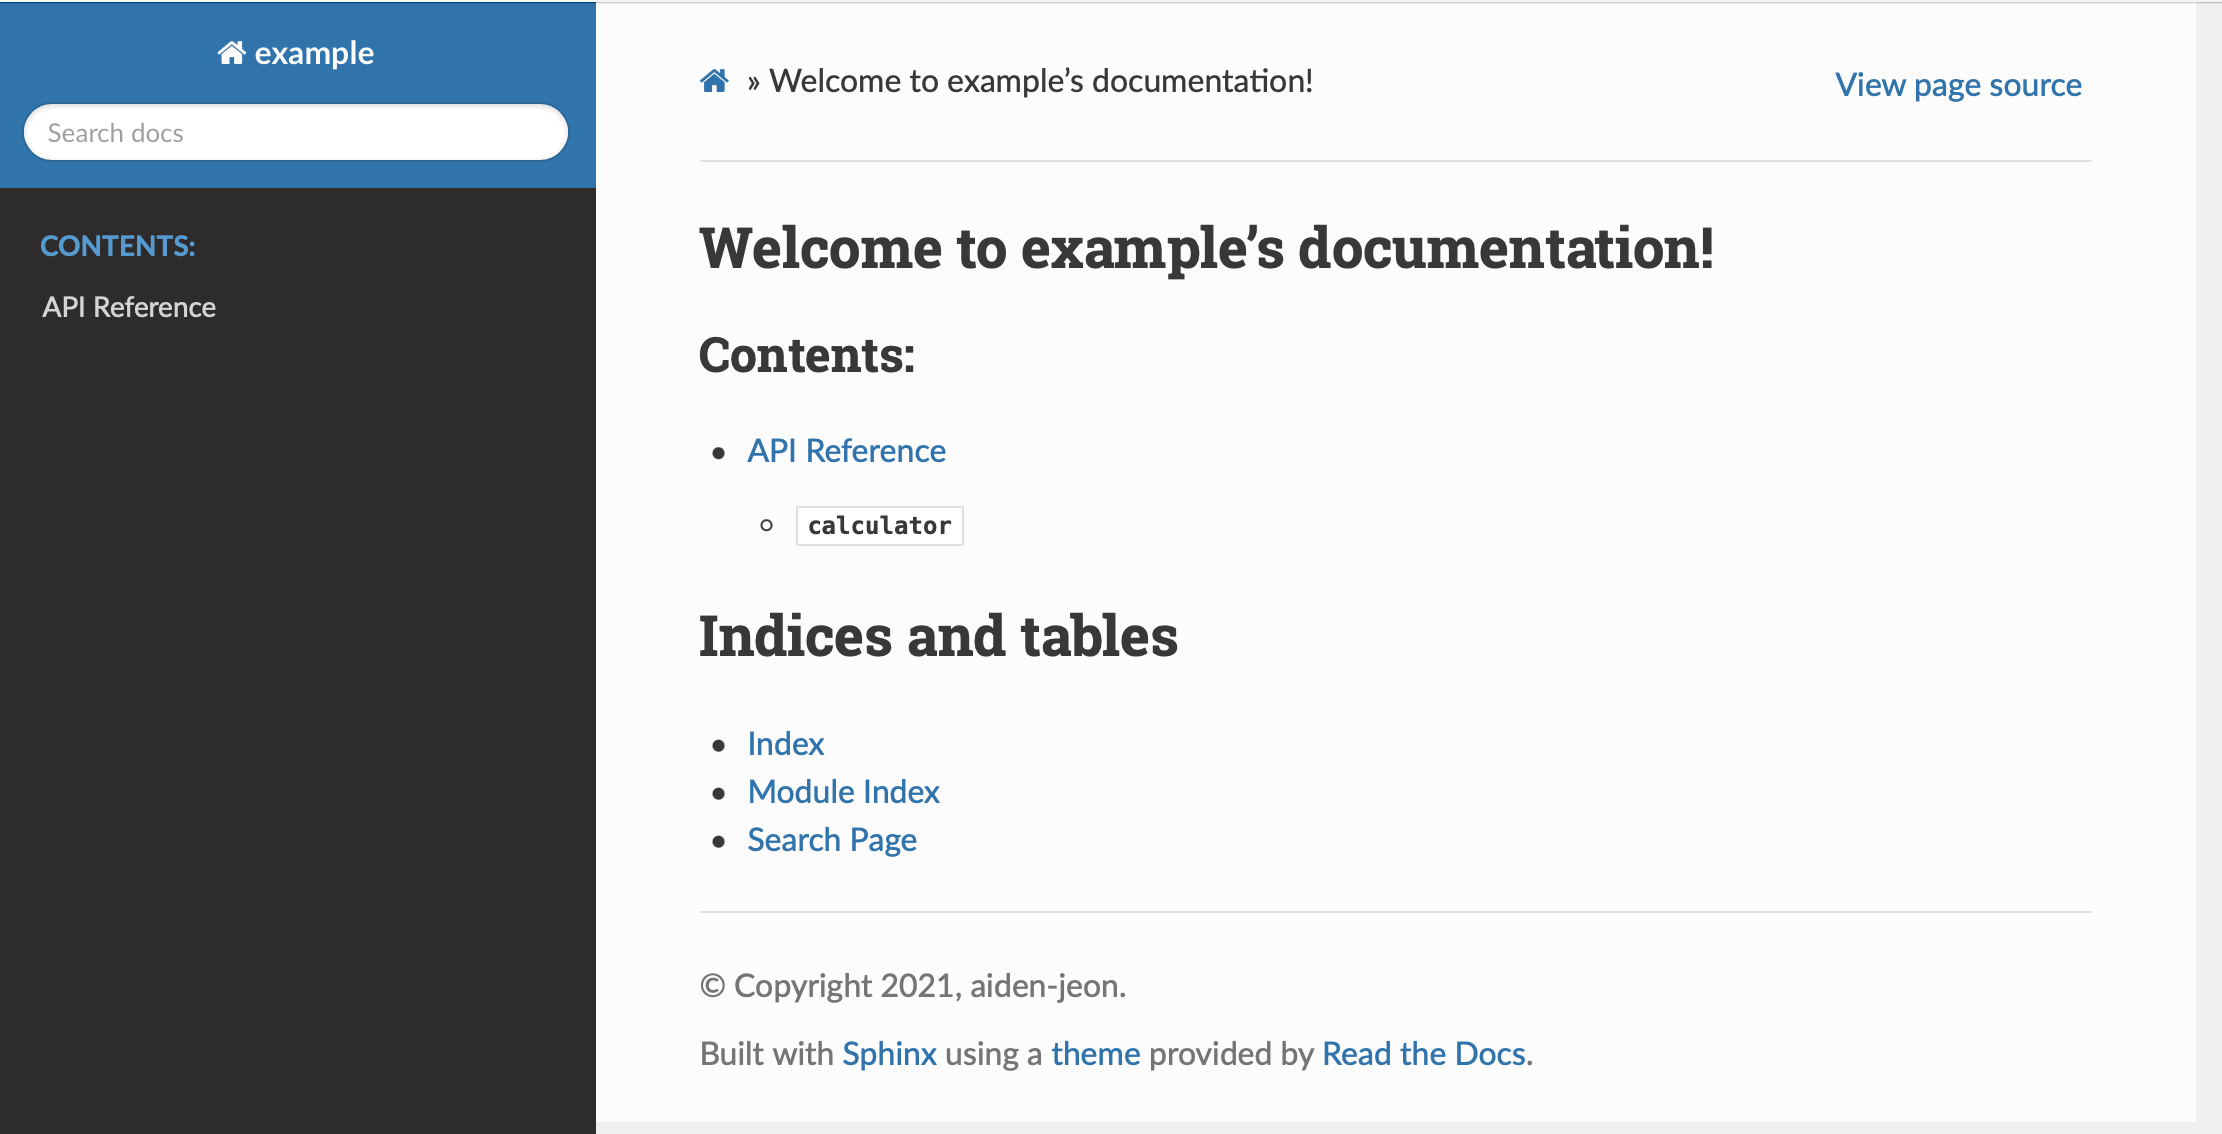 example
Search docs
CONTENTS:
API Reference
» Welcome to example’s documentation!
View page source
Welcome to example’s documentation!
Contents:
API Reference
calculator
Indices and tables
Index
Module Index
Search Page
© Copyright 2021, aiden-jeon.
Built with Sphinx using a theme provided by Read the Docs.